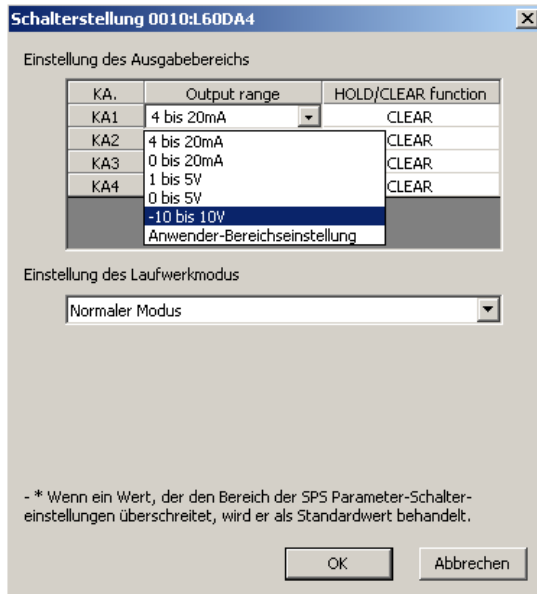 Schalterstellung 0010:L60DA4
Einstellung des Ausgabebereichs
KA. Output range HOLD/CLEAR function
KA1 4 bis 20mA CLEAR
KA2 CLEAR
KA3 CLEAR
KA4 CLEAR
4 bis 20mA
0 bis 20mA
1 bis 5V
0 bis 5V
-10 bis 10V
Anwender-Bereichseinstellung
Einstellung des Laufwerkmodus
Normaler Modus
- * Wenn ein Wert, der den Bereich der SPS Parameter-Schalter-
einstellungen überschreitet, wird er als Standardwert behandelt.
OK Abbrechen